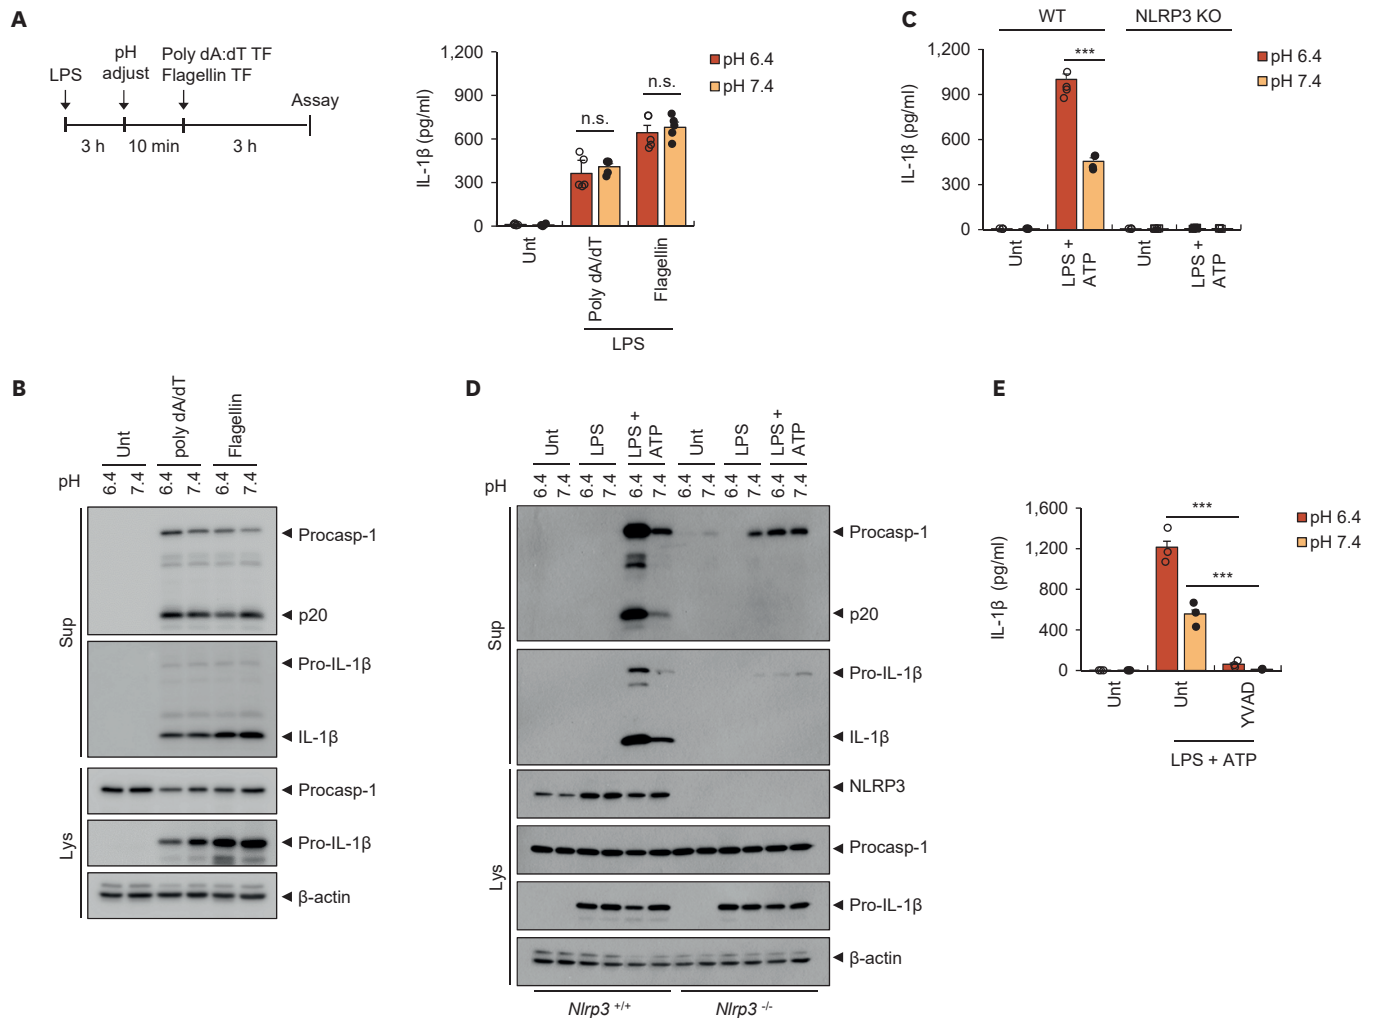 A
LPS
pH
adjust
Poly dA:dT TF
Flagellin TF
Assay
3 h
10 min
3 h
IL-1β (pg/ml)
1,200
900
600
300
0
n.s.
n.s.
pH 6.4
pH 7.4
Unt
Poly dA/dT
Flagellin
LPS
C
WT
NLRP3 KO
IL-1β (pg/ml)
1,200
900
600
300
0
***
pH 6.4
pH 7.4
Unt
LPS +
ATP
Unt
LPS +
ATP
B
Unt
poly dA/dT
Flagellin
pH
6.4
7.4
6.4
7.4
6.4
7.4
Sup
Procasp-1
p20
Pro-IL-1β
IL-1β
Lys
Procasp-1
Pro-IL-1β
β-actin
D
Unt
LPS
LPS +
ATP
Unt
LPS
LPS +
ATP
pH
6.4
7.4
6.4
7.4
6.4
7.4
6.4
7.4
6.4
7.4
6.4
7.4
Sup
Procasp-1
p20
Pro-IL-1β
IL-1β
Lys
NLRP3
Procasp-1
Pro-IL-1β
β-actin
Nlrp3 +/+
Nlrp3 -/-
E
IL-1β (pg/ml)
1,600
1,200
800
400
0
***
***
pH 6.4
pH 7.4
Unt
Unt
YVAD
LPS + ATP